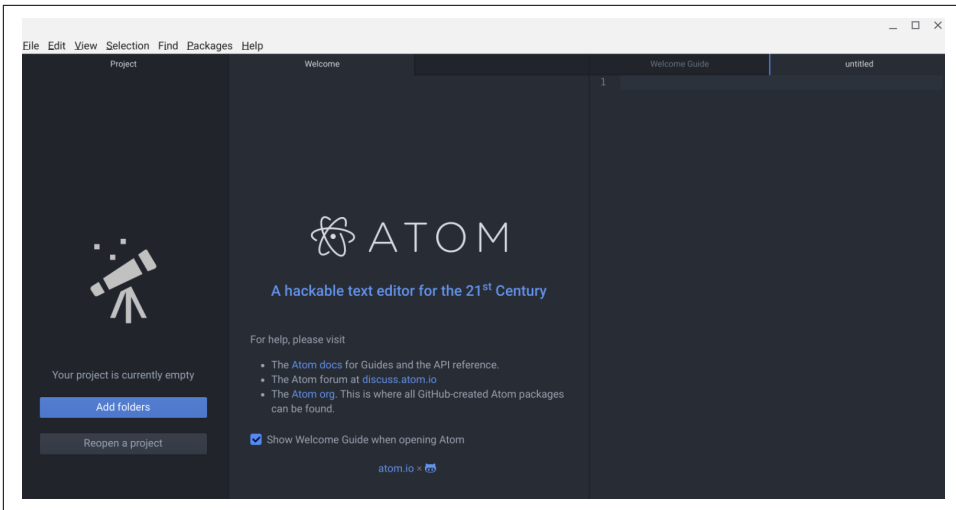 File Edit View Selection Find Packages Help
Project
Welcome
Welcome Guide
untitled
1
ATOM
A hackable text editor for the 21st Century
For help, please visit
• The Atom docs for Guides and the API reference.
• The Atom forum at discuss.atom.io
• The Atom org. This is where all GitHub-created Atom packages
can be found.
Show Welcome Guide when opening Atom
atom.io ×
Your project is currently empty
Add folders
Reopen a project